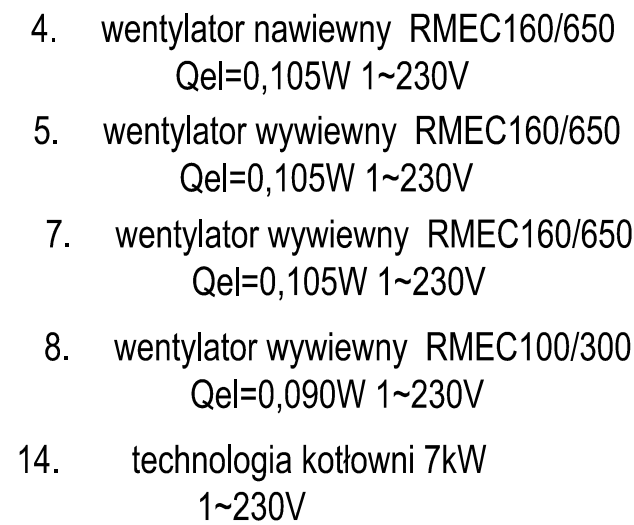 4. wentylator nawiewny RMEC160/650
Qel=0,105W 1~230V
5. wentylator wywiewny RMEC160/650
Qel=0,105W 1~230V
7. wentylator wywiewny RMEC160/650
Qel=0,105W 1~230V
8. wentylator wywiewny RMEC100/300
Qel=0,090W 1~230V
14. technologia kotłowni 7kW
1~230V